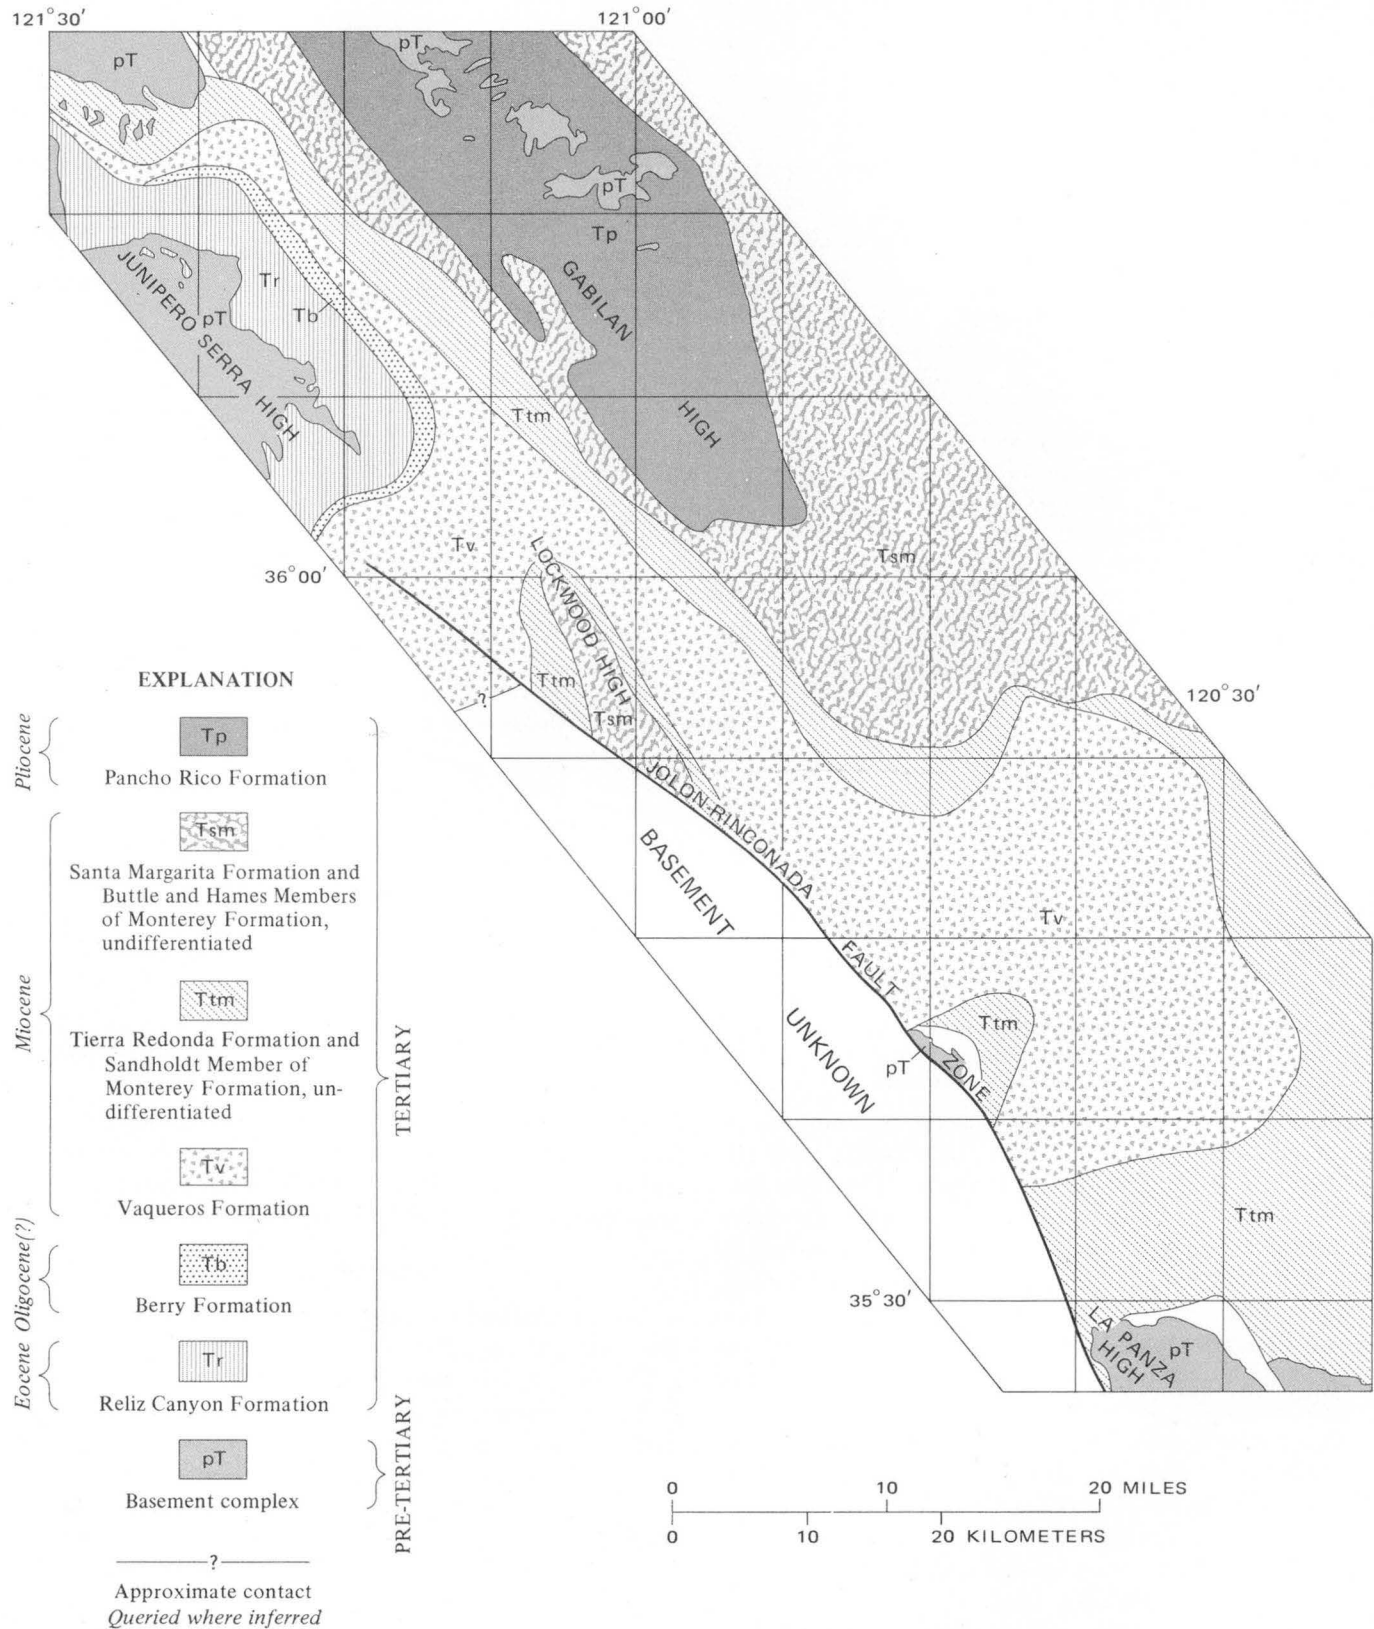 121°30′
121°00′
pT
pT
pT
Tp
GABILAN
HIGH
JUNIPERO SERRA HIGH
pT
Tr
Tb
Ttm
Tv
LOCKWOOD HIGH
Tsm
36°00′
Ttm
Tsm
?
120°30′
JOLON-RINCONADA
FAULT
ZONE
BASEMENT
UNKNOWN
Tv
Ttm
pT
Ttm
35°30′
LA PANZA
HIGH
pT
EXPLANATION
Pliocene
Tp
Pancho Rico Formation
Miocene
Tsm
Santa Margarita Formation and
Buttle and Hames Members
of Monterey Formation,
undifferentiated
Ttm
Tierra Redonda Formation and
Sandholdt Member of
Monterey Formation, un-
differentiated
Tv
Vaqueros Formation
Oligocene(?)
Tb
Berry Formation
Eocene
Tr
Reliz Canyon Formation
TERTIARY
pT
Basement complex
PRE-TERTIARY
?
Approximate contact
Queried where inferred
0 10 20 MILES
0 10 20 KILOMETERS